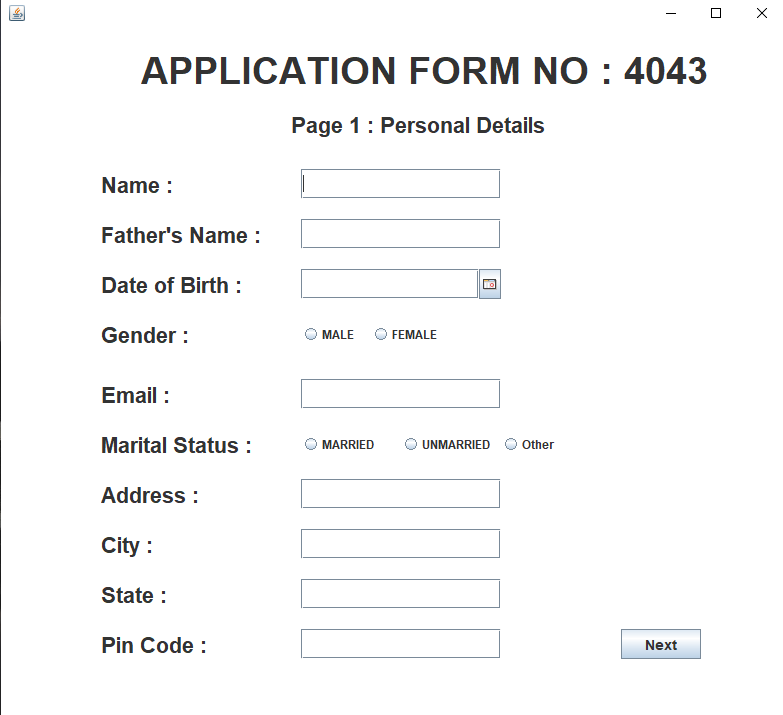 APPLICATION FORM NO : 4043
Page 1 : Personal Details
Name :
Father's Name :
Date of Birth :
Gender : MALE FEMALE
Email :
Marital Status : MARRIED UNMARRIED Other
Address :
City :
State :
Pin Code : Next